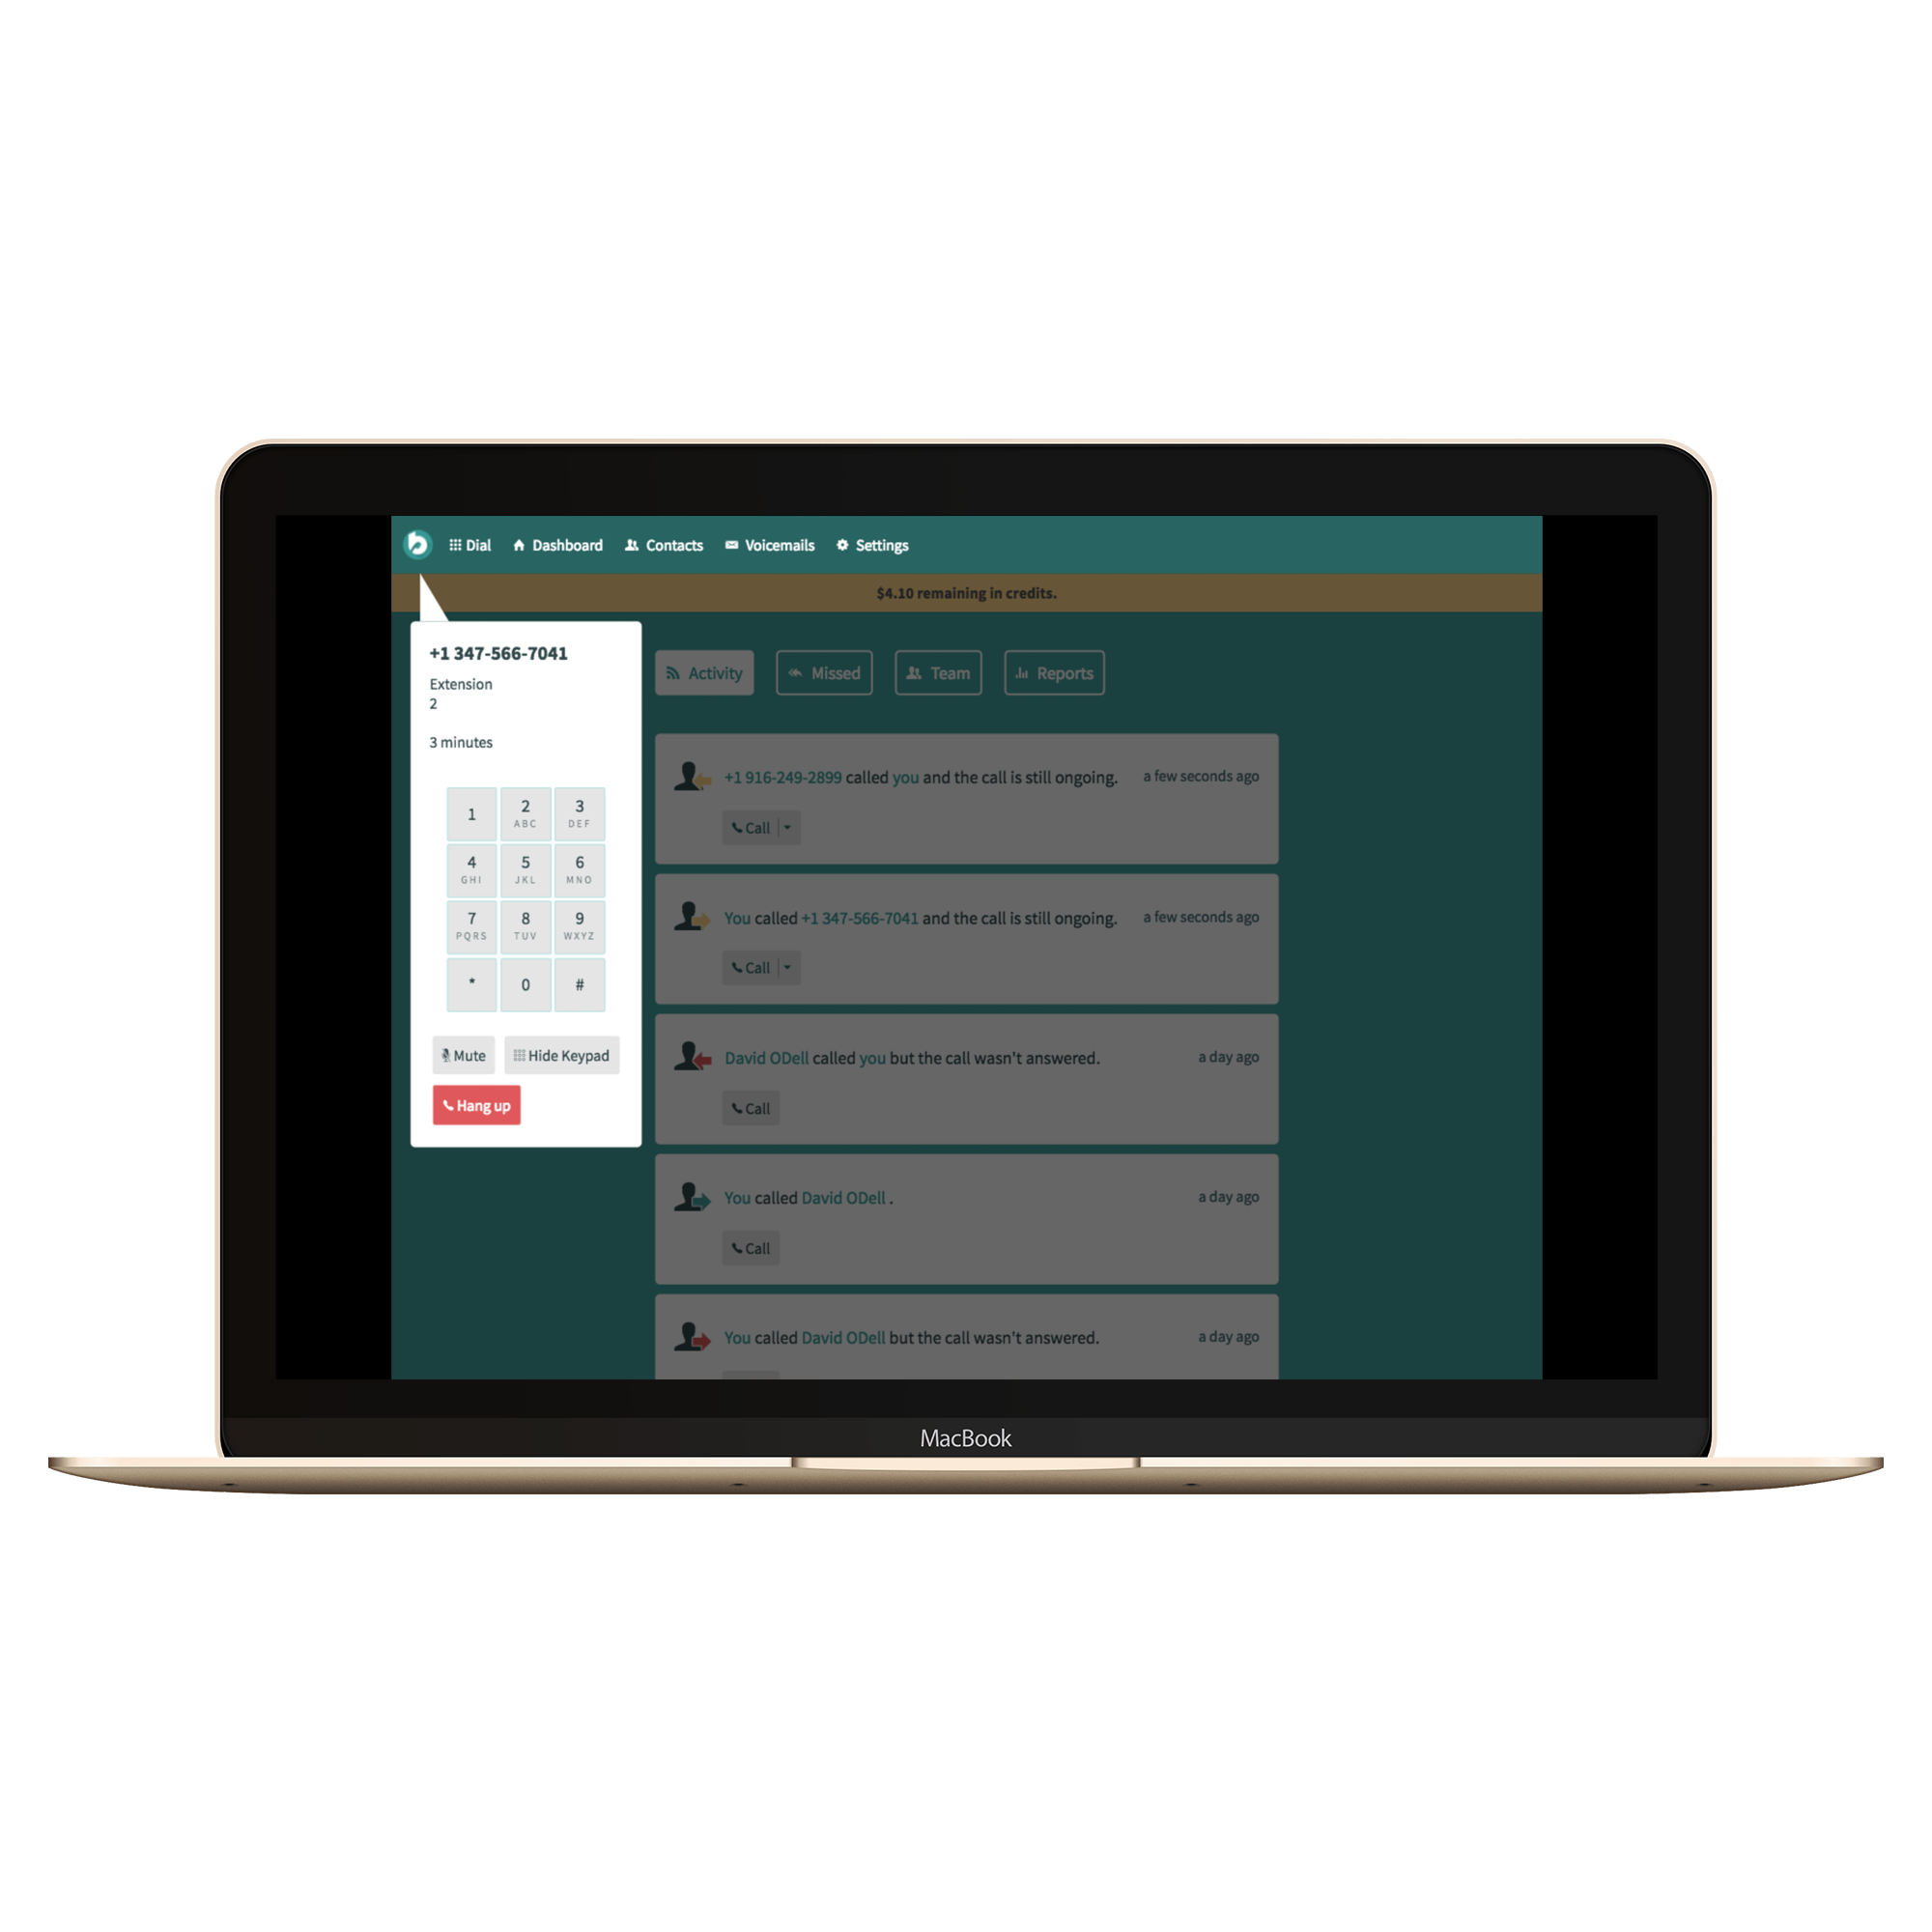 Dial Dashboard Contacts Voicemails Settings
$4.10 remaining in credits.
+1 347-566-7041
Extension
2
3 minutes
1 2 3
ABC DEF
4 5 6
GHI JKL MNO
7 8 9
PQRS TUV WXYZ
* 0 #
Mute Hide Keypad
Hang up
Activity Missed Team Reports
+1 916-249-2899 called you and the call is still ongoing. a few seconds ago
Call
You called +1 347-566-7041 and the call is still ongoing. a few seconds ago
Call
David ODell called you but the call wasn't answered. a day ago
Call
You called David ODell . a day ago
Call
You called David ODell but the call wasn't answered. a day ago
MacBook